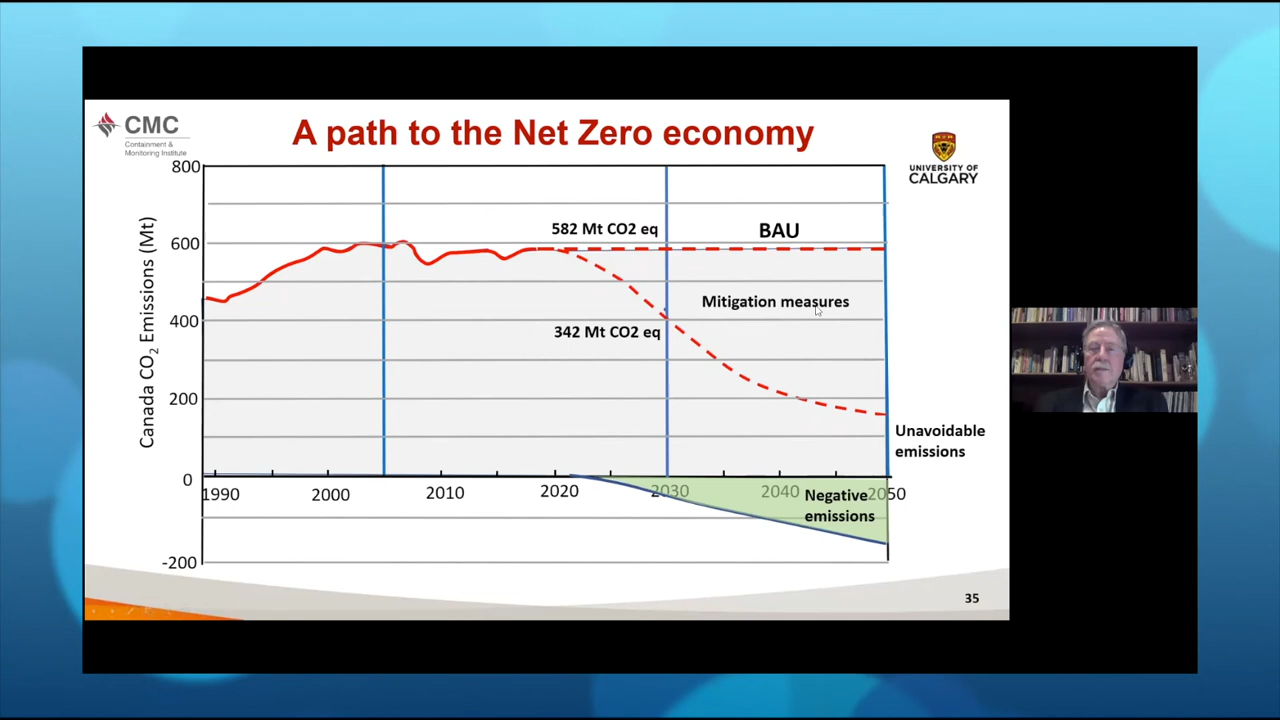 CMC
Containment &
Monitoring Institute
A path to the Net Zero economy
UNIVERSITY OF
CALGARY
Canada CO2 Emissions (Mt)
800
600
400
200
0
-200
582 Mt CO2 eq
BAU
Mitigation measures
342 Mt CO2 eq
Unavoidable
emissions
1990 2000 2010 2020 2030 2040 2050
Negative
emissions
35